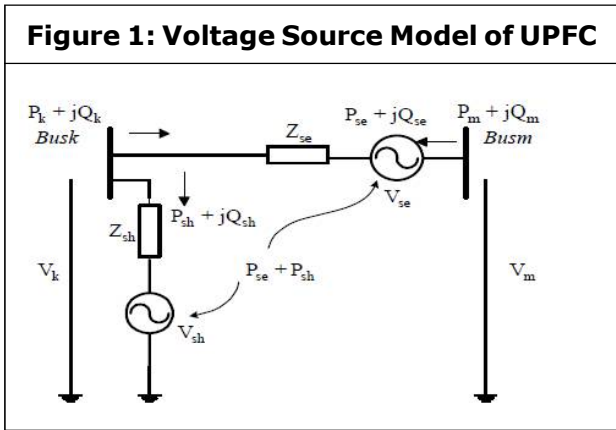 Figure 1: Voltage Source Model of UPFC
Pk + jQk
Busk
Zse
Pse + jQse
Pm + jQm
Busm
Vse
Psh + jQsh
Zsh
Vk
Pse + Psh
Vm
Vsh